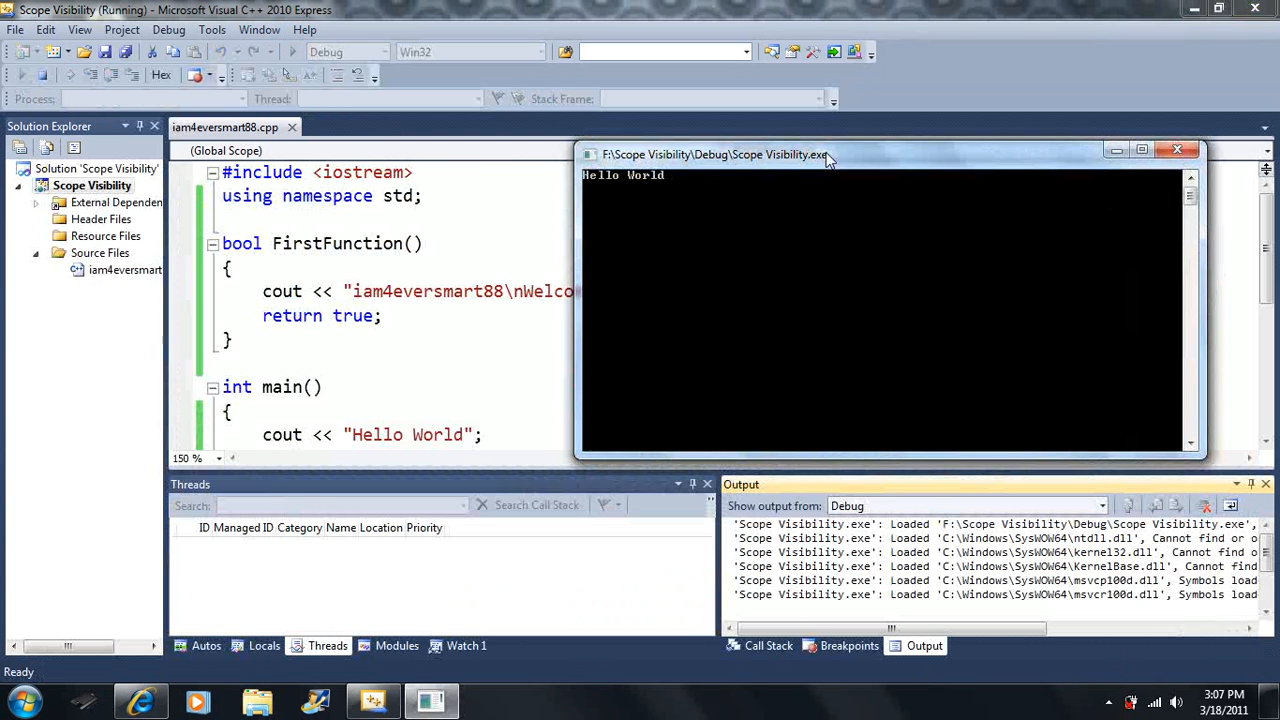 Scope Visibility (Running) - Microsoft Visual C++ 2010 Express
File Edit View Project Debug Tools Window Help
Debug Win32
Hex
Process: Thread: Stack Frame:
Solution Explorer
Solution 'Scope Visibility'
Scope Visibility
External Dependen
Header Files
Resource Files
Source Files
iam4eversmart
iam4eversmart88.cpp
(Global Scope)
#include <iostream>
using namespace std;
bool FirstFunction()
{
cout << "iam4eversmart88\nWelco
return true;
}
int main()
{
cout << "Hello World";
150 %
F:\Scope Visibility\Debug\Scope Visibility.exe
Hello World
Threads
Search: Search Call Stack
ID Managed ID Category Name Location Priority
Autos Locals Threads Modules Watch 1
Output
Show output from: Debug
'Scope Visibility.exe': Loaded 'F:\Scope Visibility\Debug\Scope Visibility.exe',
'Scope Visibility.exe': Loaded 'C:\Windows\SysWOW64\ntdll.dll', Cannot find or o
'Scope Visibility.exe': Loaded 'C:\Windows\SysWOW64\kernel32.dll', Cannot find o
'Scope Visibility.exe': Loaded 'C:\Windows\SysWOW64\KernelBase.dll', Cannot find
'Scope Visibility.exe': Loaded 'C:\Windows\SysWOW64\msvcp100d.dll', Symbols load
'Scope Visibility.exe': Loaded 'C:\Windows\SysWOW64\msvcr100d.dll', Symbols load
Call Stack Breakpoints Output
Ready
3:07 PM
3/18/2011